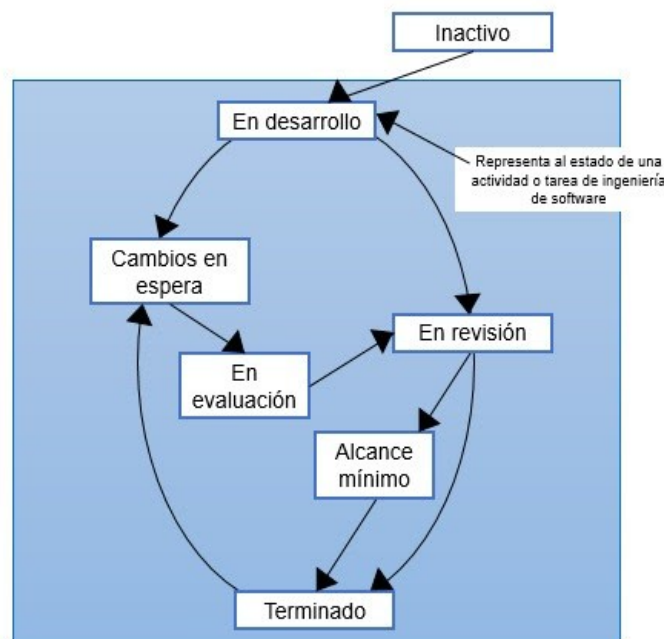 Inactivo
En desarrollo
Representa al estado de una
actividad o tarea de ingeniería
de software
Cambios en
espera
En revisión
En
evaluación
Alcance
mínimo
Terminado